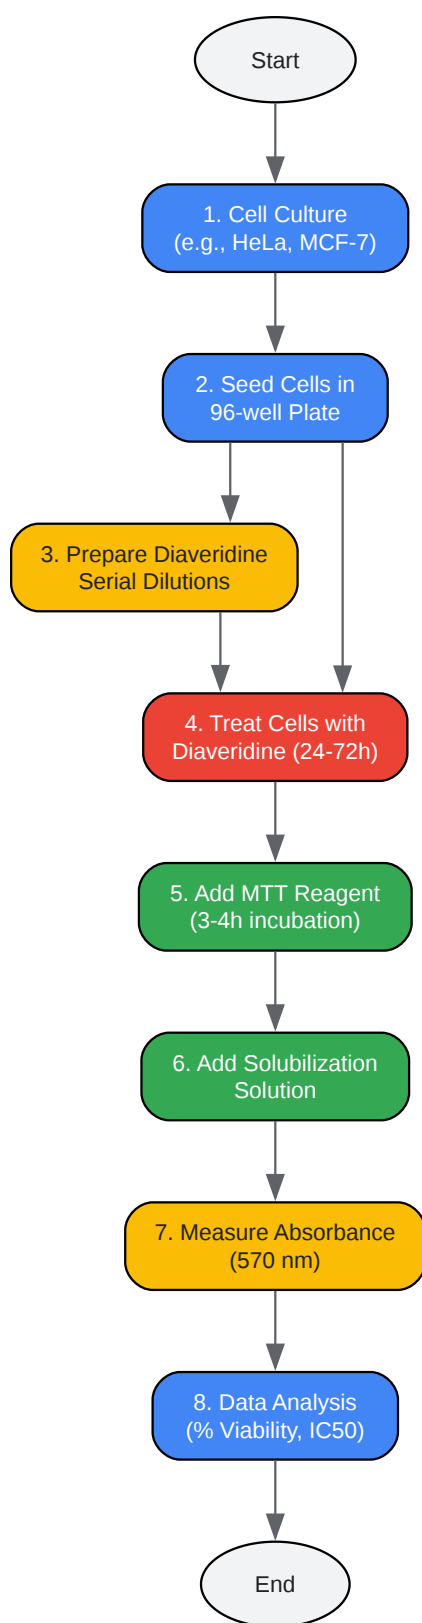 Start
1. Cell Culture
(e.g., HeLa, MCF-7)
2. Seed Cells in
96-well Plate
3. Prepare Diaveridine
Serial Dilutions
4. Treat Cells with
Diaveridine (24-72h)
5. Add MTT Reagent
(3-4h incubation)
6. Add Solubilization
Solution
7. Measure Absorbance
(570 nm)
8. Data Analysis
(% Viability, IC50)
End